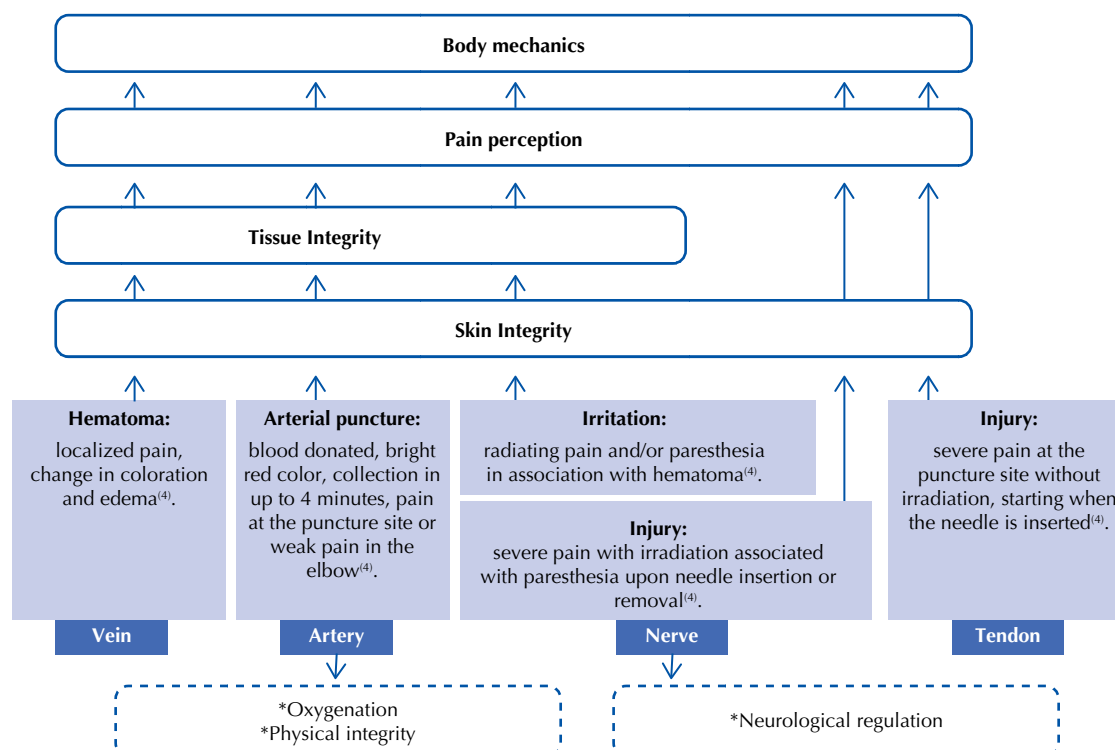 Body mechanics
Pain perception
Tissue Integrity
Skin Integrity
Hematoma:
localized pain,
change in coloration
and edema(4).
Vein
Arterial puncture:
blood donated, bright
red color, collection in
up to 4 minutes, pain
at the puncture site or
weak pain in the
elbow(4).
Artery
Irritation:
radiating pain and/or paresthesia
in association with hematoma(4).
Injury:
severe pain with irradiation associated
with paresthesia upon needle insertion or
removal(4).
Nerve
Injury:
severe pain at the
puncture site without
irradiation, starting when
the needle is inserted(4).
Tendon
*Oxygenation
*Physical integrity
*Neurological regulation